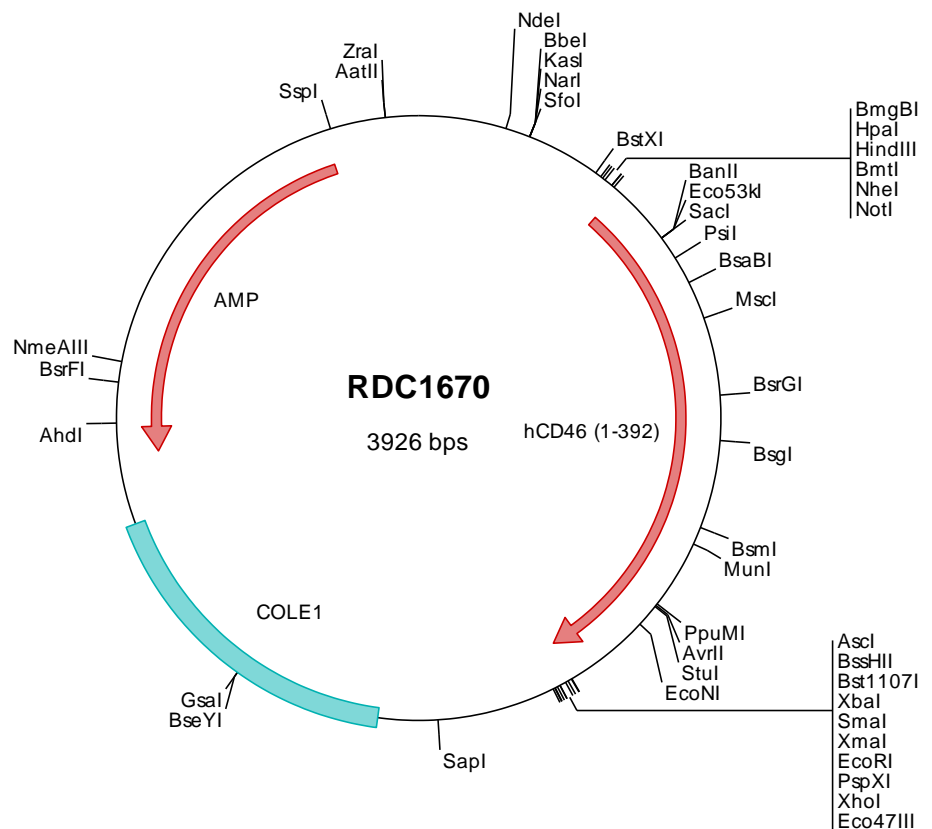 NdeI
BbeI
KasI
NarI
SfoI
ZraI
AatII
SspI
BstXI
BmgBI
HpaI
HindIII
BmtI
NheI
NotI
BanII
Eco53kI
SacI
PsiI
BsaBI
MscI
AMP
NmeAIII
BsrFI
AhdI
RDC1670
3926 bps
hCD46 (1-392)
BsrGI
BsgI
BsmI
MunI
COLE1
PpuMI
AvrII
StuI
EcoNI
GsaI
BseYI
SapI
AscI
BssHII
Bst1107I
XbaI
SmaI
XmaI
EcoRI
PspXI
XhoI
Eco47III